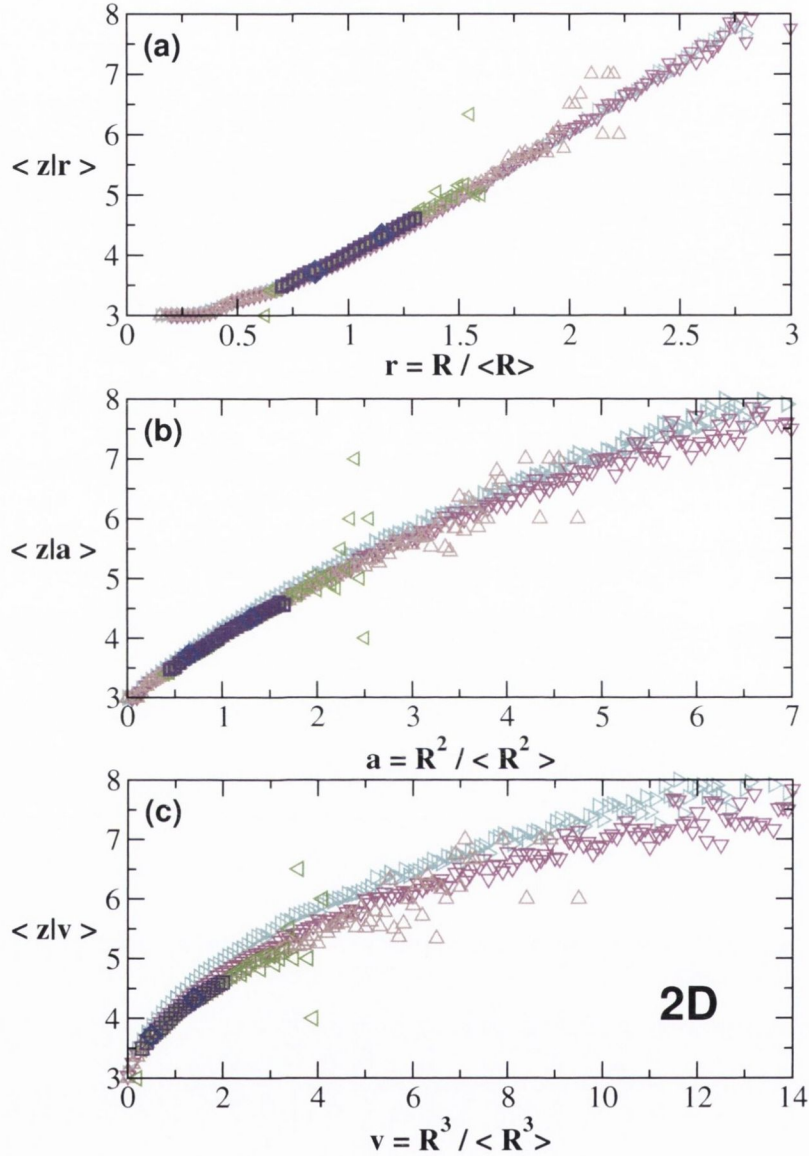 (a)
8
7
6
5
4
3
< z|r >
0 0.5 1 1.5 2 2.5 3
r = R / <R>
(b)
8
7
6
5
4
3
< z|a >
0 1 2 3 4 5 6 7
a = R² / < R² >
(c)
8
7
6
5
4
3
< z|v >
2D
0 2 4 6 8 10 12 14
v = R³ / < R³ >